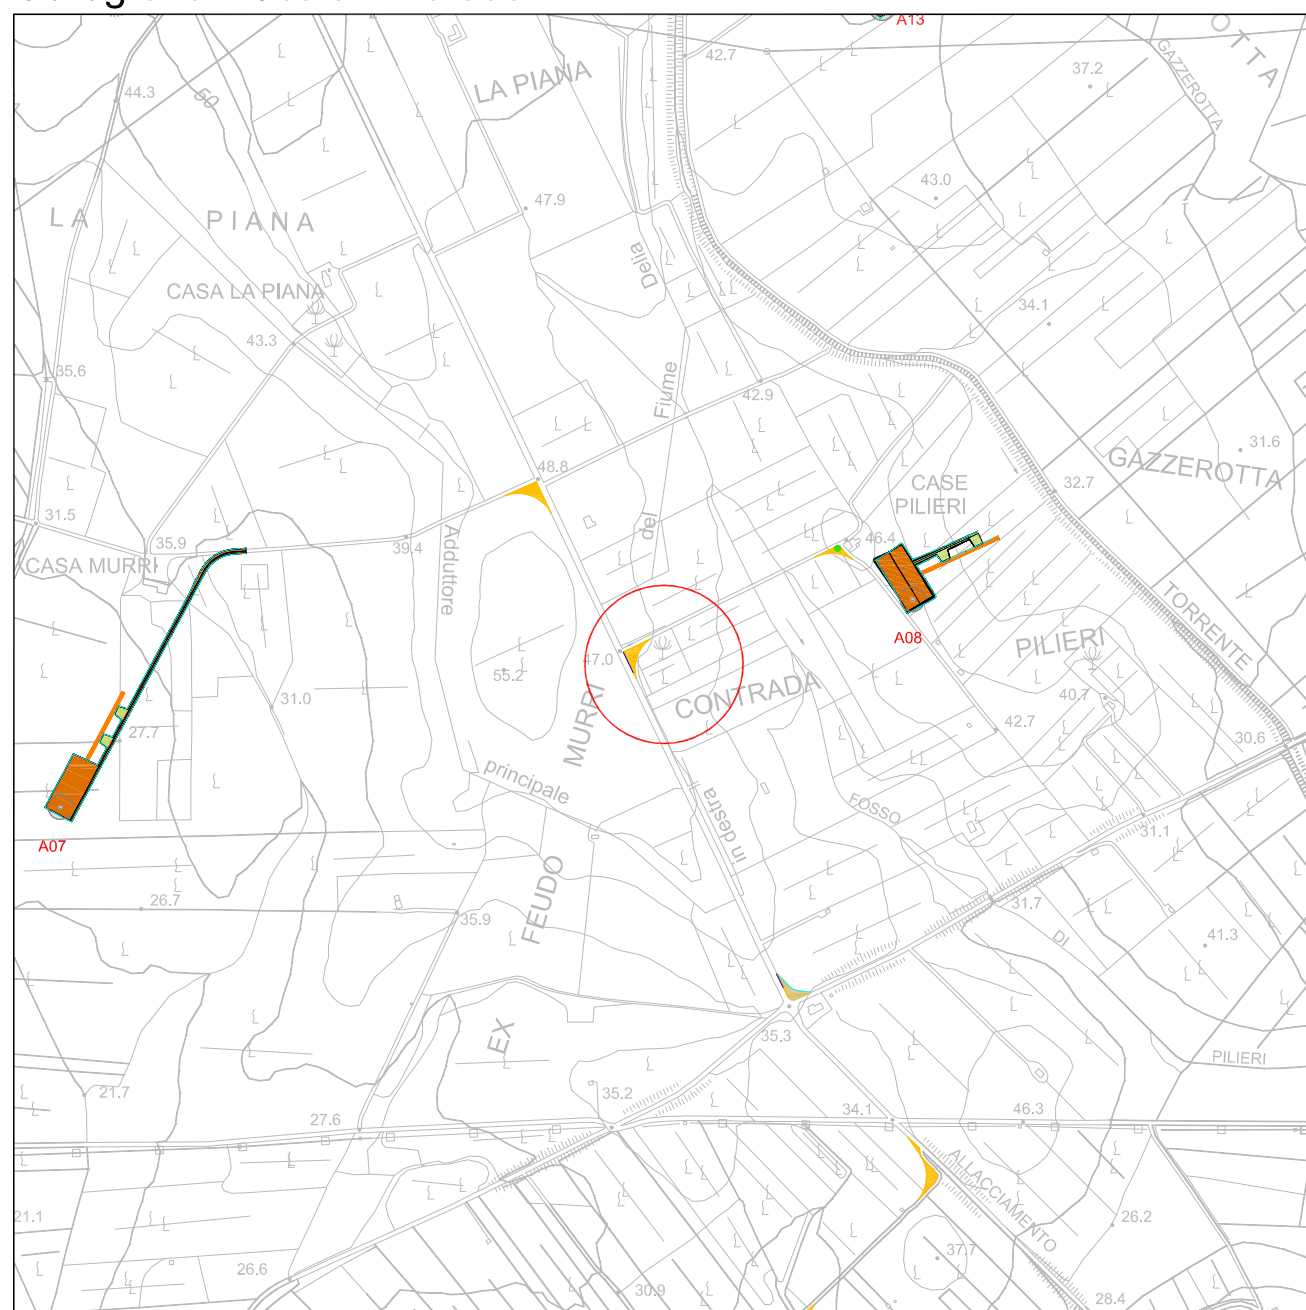 A13
42.7
37.2
GAZZEROTTA
OTTA
44.3
50
LA PIANA
47.9
43.0
LA PIANA
Delia
CASA LA PIANA
34.1
43.3
35.6
Fiume
42.9
31.6
48.8
GAZZEROTTA
CASE
PILIERI
32.7
31.5
del
46.4
35.9
39.4
CASA MURRI
Adduttore
TORRENTE
A08
PILIERI
47.0
55.2
CONTRADA
40.7
31.0
MURRI
42.7
27.7
30.6
principale
in destra
FOSSO
31.1
A07
FEUDO
26.7
35.9
31.7
DI
41.3
EX
35.3
PILIERI
21.7
35.2
27.6
34.1
46.3
ALLACCIAMENTO
21.1
26.2
37.7
26.6
30.9
28.4